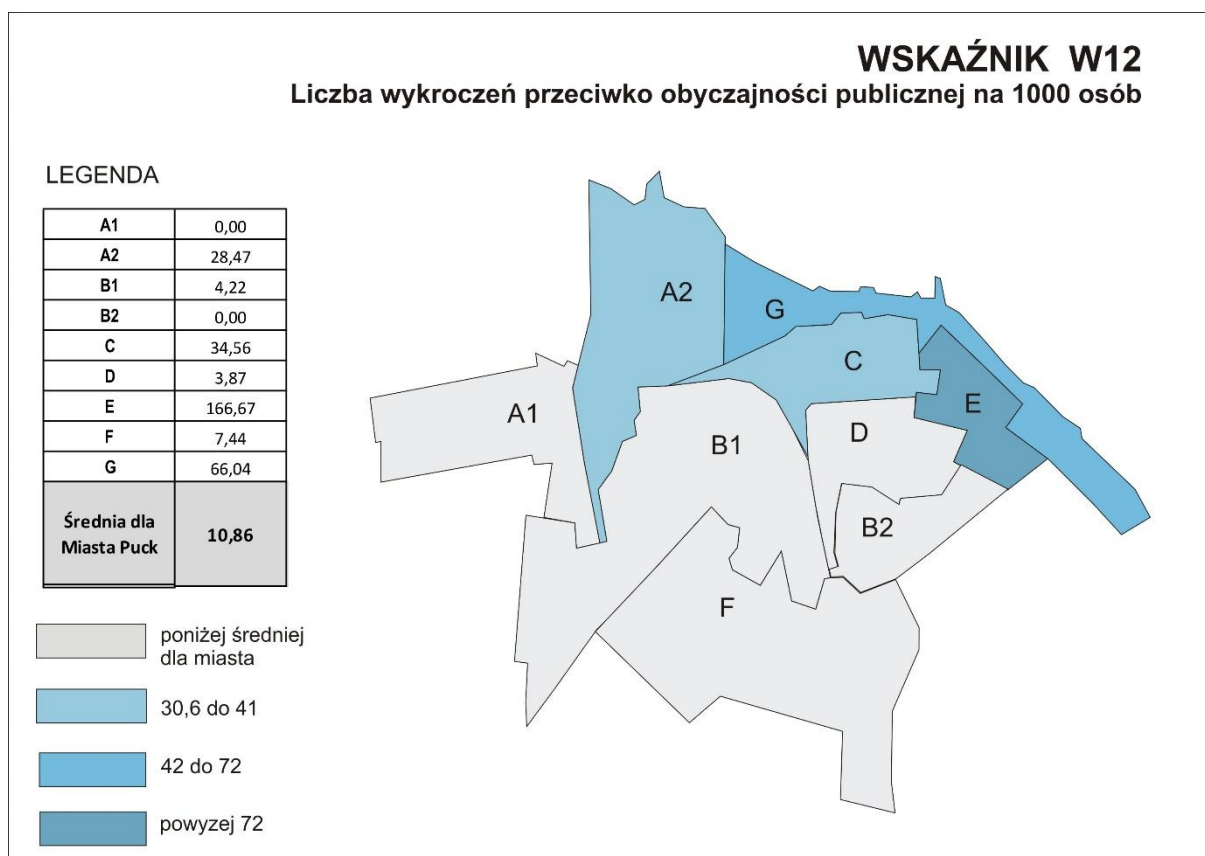 WSKAŹNIK W12
Liczba wykroczeń przeciwko obyczajności publicznej na 1000 osób
LEGENDA
A1 0,00
A2 28,47
B1 4,22
B2 0,00
C 34,56
D 3,87
E 166,67
F 7,44
G 66,04
Średnia dla
Miasta Puck 10,86
poniżej średniej
dla miasta
30,6 do 41
42 do 72
powyzej 72
A2
G
C
A1
E
B1
D
B2
F